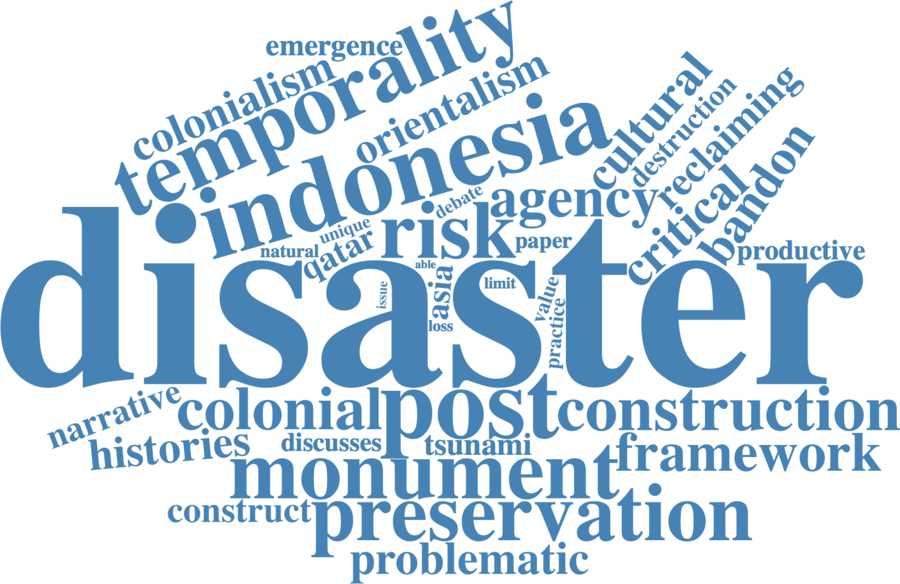 emergence
temporality
colonialism
orientalism
indonesia
cultural
destruction
reclaiming
critical
abandon
debate
agency
unique
natural
qatar
risk
paper
productive
able
asia
limit
issue
loss
value
practice
disaster
narrative
colonial
post
construction
histories
discusses
tsunami
framework
monument
construct
preservation
problematic